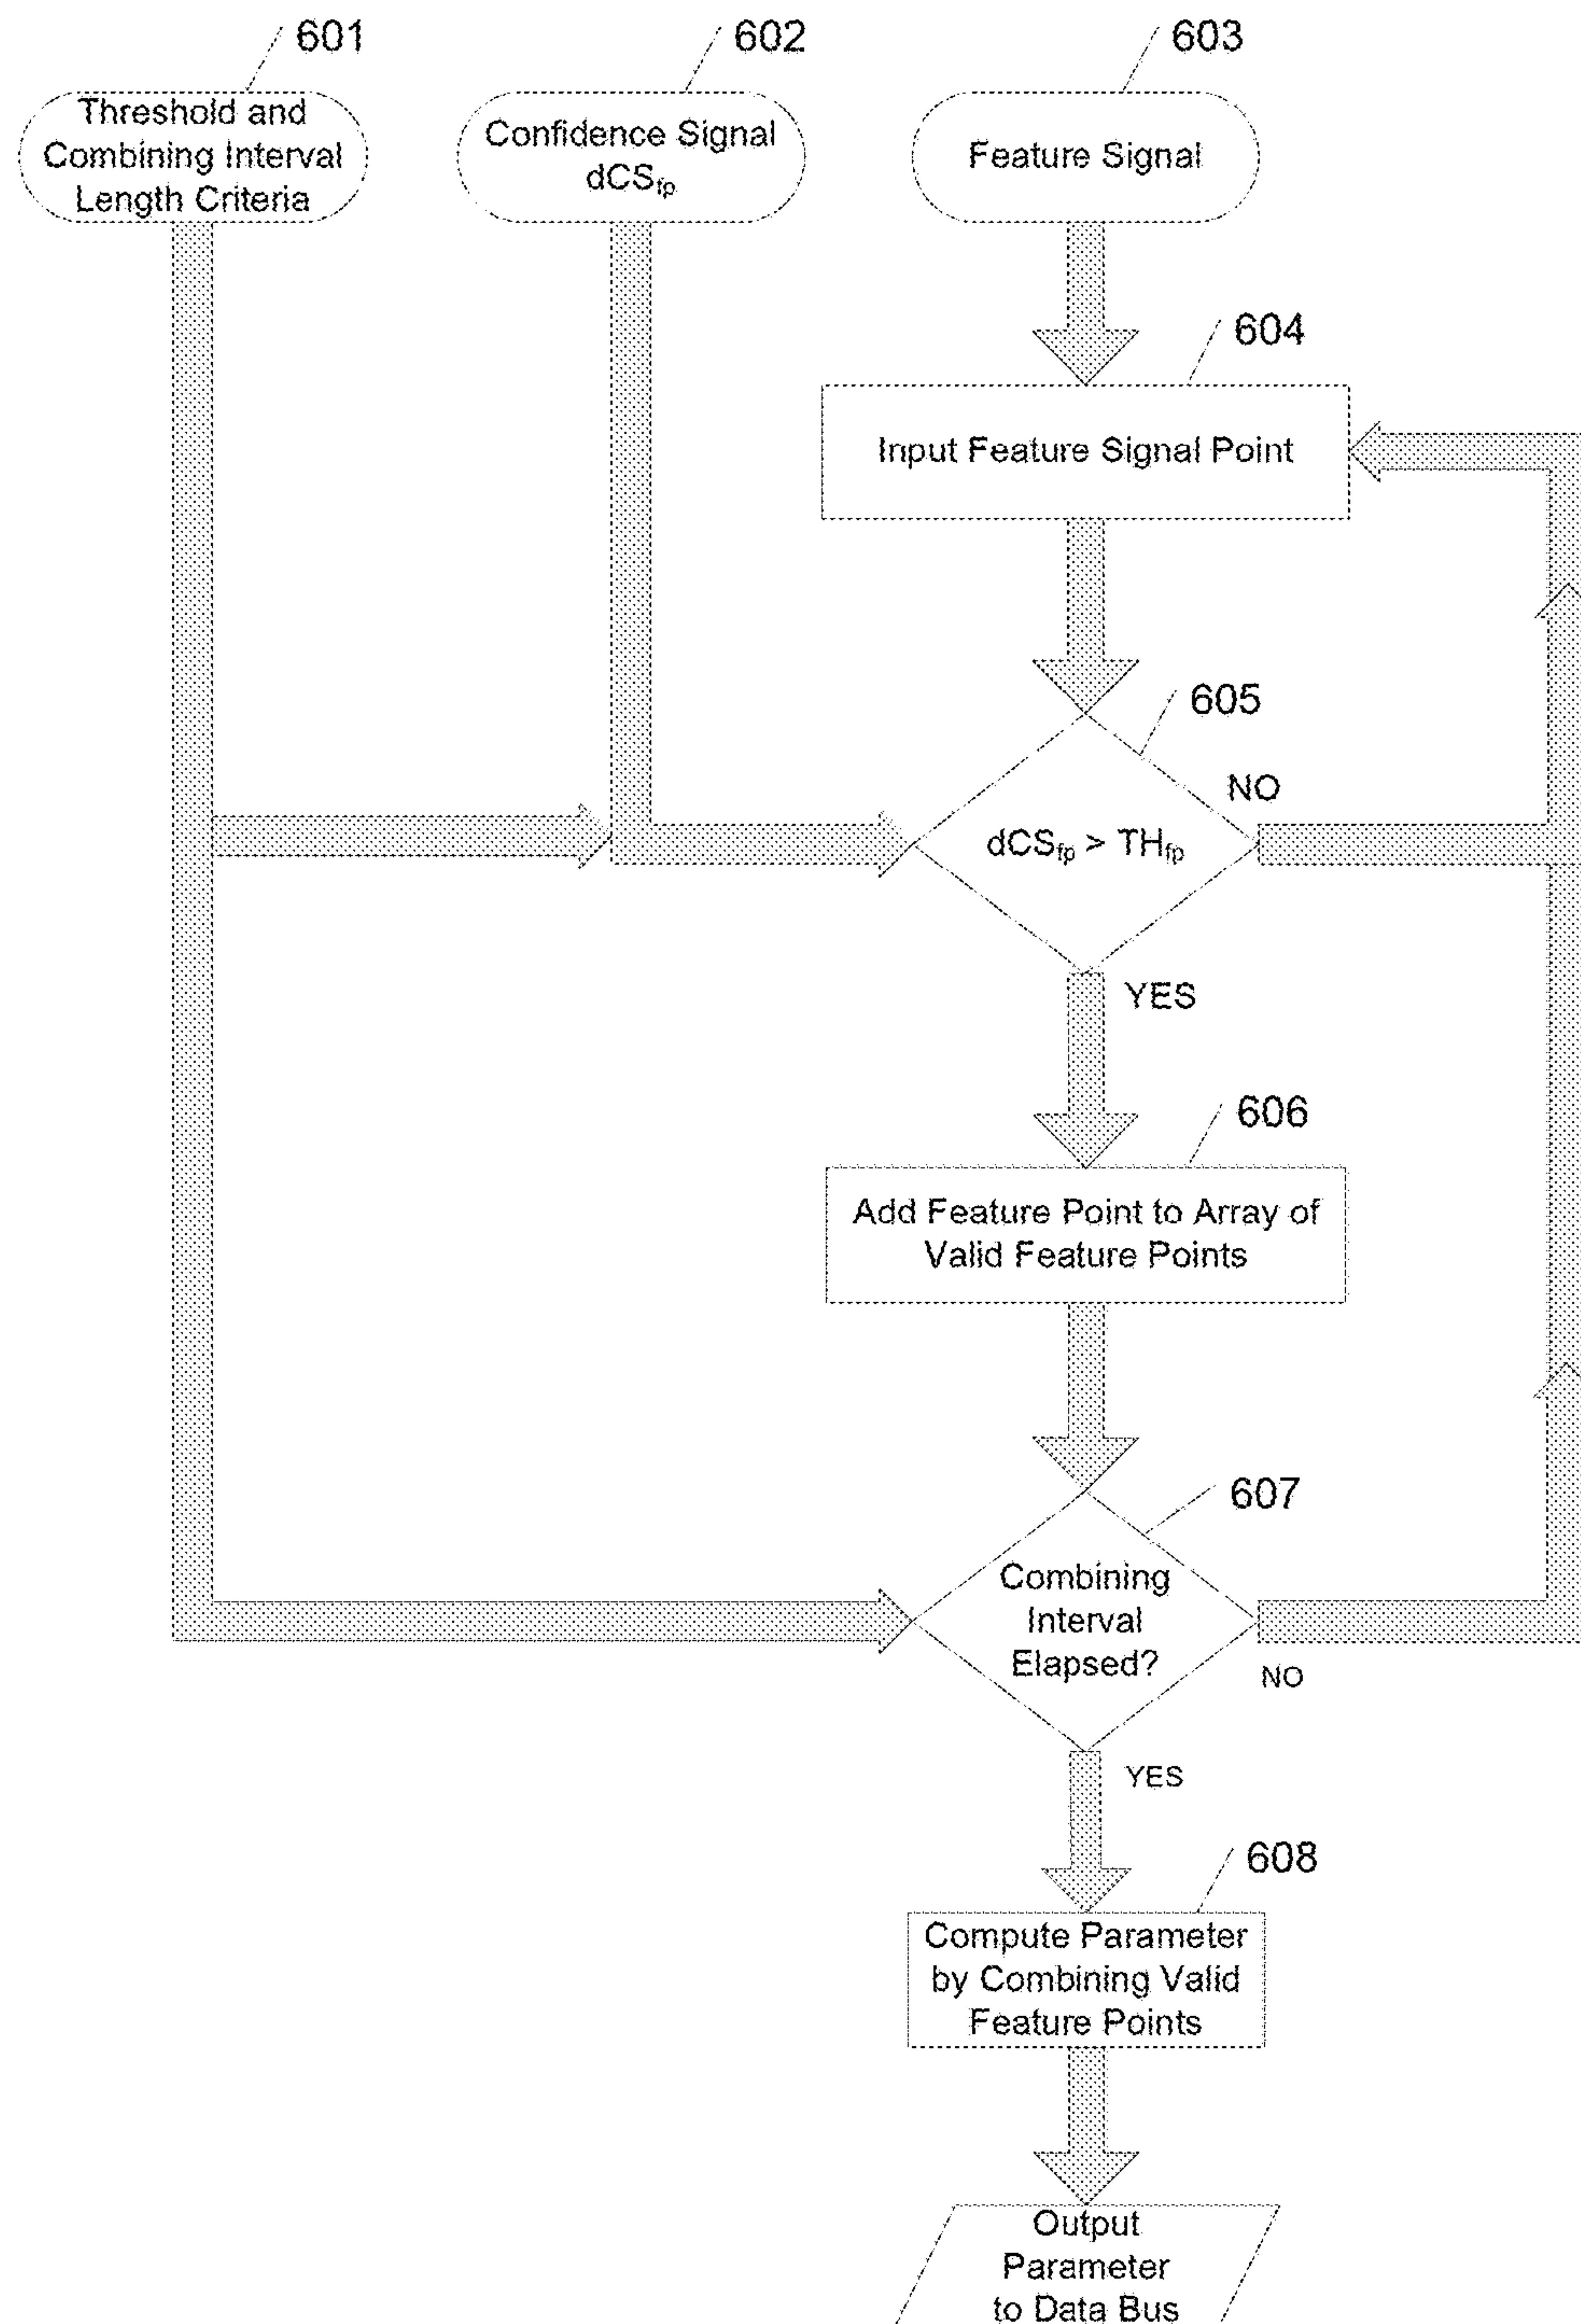 601
602
603
Threshold and
Combining Interval
Length Criteria
Confidence Signal
dCSfp
Feature Signal
604
Input Feature Signal Point
605
NO
dCSfp > THfp
YES
606
Add Feature Point to Array of
Valid Feature Points
607
Combining
Interval
Elapsed?
NO
YES
608
Compute Parameter
by Combining Valid
Feature Points
Output
Parameter
to Data Bus